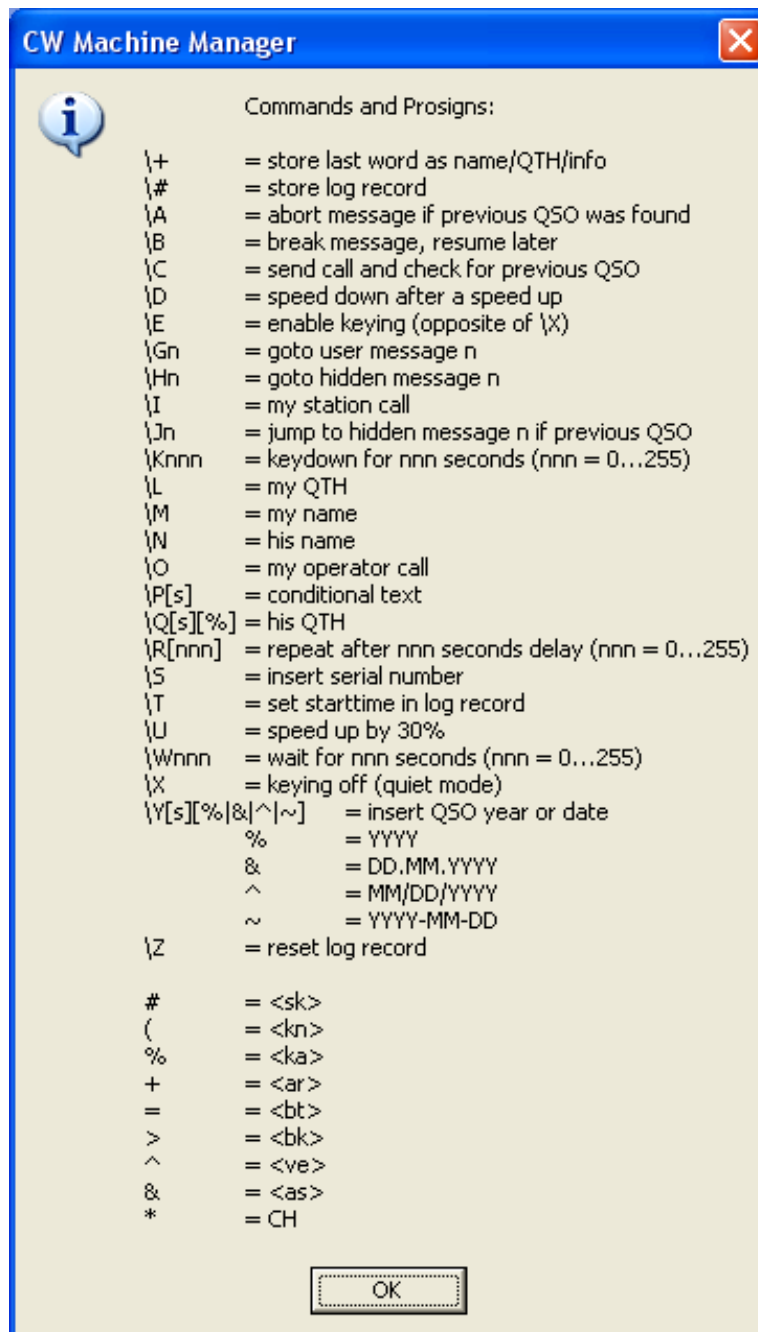 CW Machine Manager
Commands and Prosigns:
\+ = store last word as name/QTH/info
\# = store log record
\A = abort message if previous QSO was found
\B = break message, resume later
\C = send call and check for previous QSO
\D = speed down after a speed up
\E = enable keying (opposite of \X)
\Gn = goto user message n
\Hn = goto hidden message n
\I = my station call
\Jn = jump to hidden message n if previous QSO
\Knnn = keydown for nnn seconds (nnn = 0...255)
\L = my QTH
\M = my name
\N = his name
\O = my operator call
\P[s] = conditional text
\Q[s][%] = his QTH
\R[nnn] = repeat after nnn seconds delay (nnn = 0...255)
\S = insert serial number
\T = set starttime in log record
\U = speed up by 30%
\Wnnn = wait for nnn seconds (nnn = 0...255)
\X = keying off (quiet mode)
\Y[s][%|&|^|~] = insert QSO year or date
% = YYYY
& = DD.MM.YYYY
^ = MM/DD/YYYY
~ = YYYY-MM-DD
\Z = reset log record
# = <sk>
( = <kn>
% = <ka>
+ = <ar>
= = <bt>
> = <bk>
^ = <ve>
& = <as>
* = CH
OK